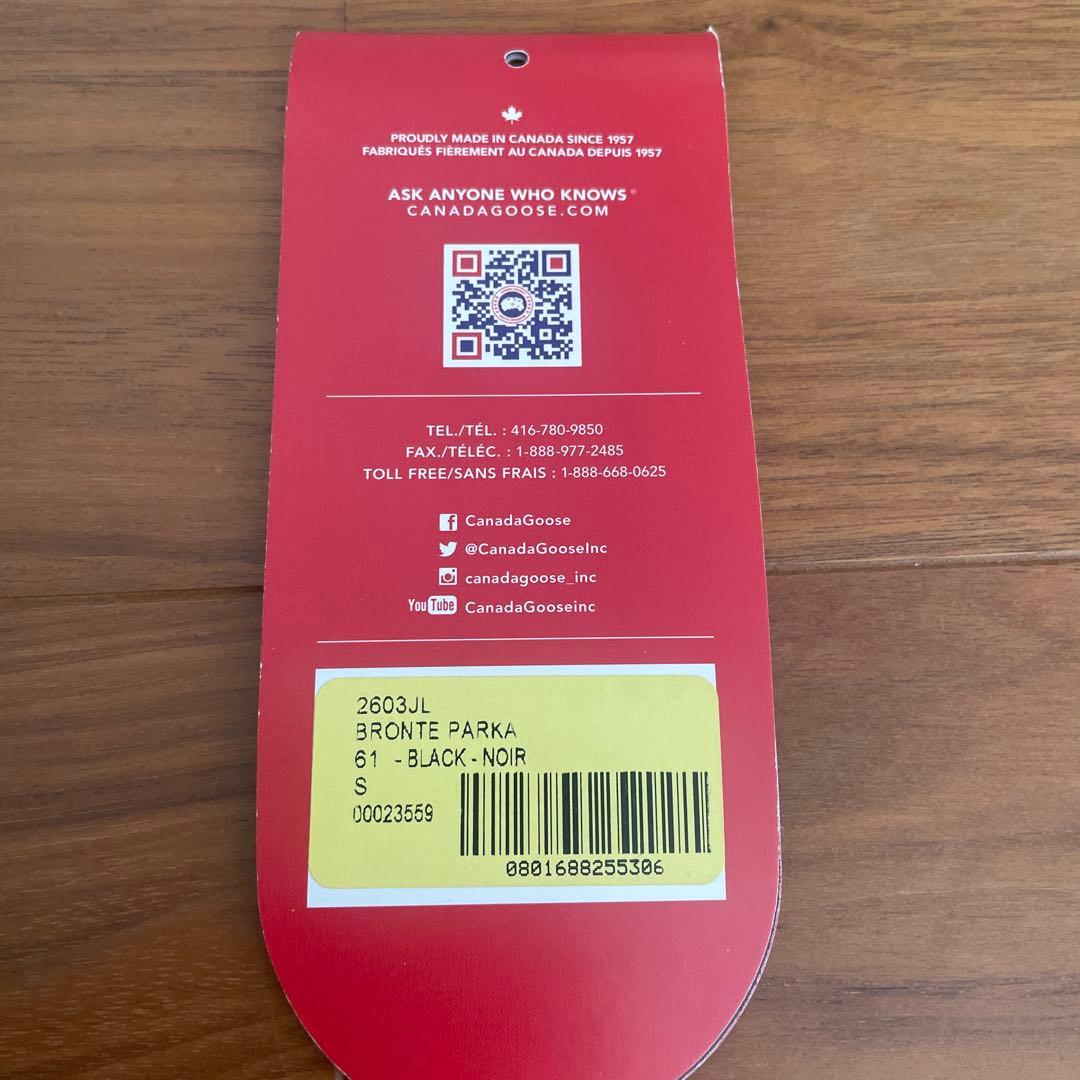 PROUDLY MADE IN CANADA SINCE 1957
FABRIQUÉS FIÈREMENT AU CANADA DEPUIS 1957
ASK ANYONE WHO KNOWS®
CANADAGOOSE.COM
TEL./TÉL. : 416-780-9850
FAX./TÉLÉC. : 1-888-977-2485
TOLL FREE/SANS FRAIS : 1-888-668-0625
CanadaGoose
@CanadaGooseInc
canadagoose_inc
YouTube CanadaGooseinc
2603JL
BRONTE PARKA
61 - BLACK - NOIR
S
00023559
0801688255306